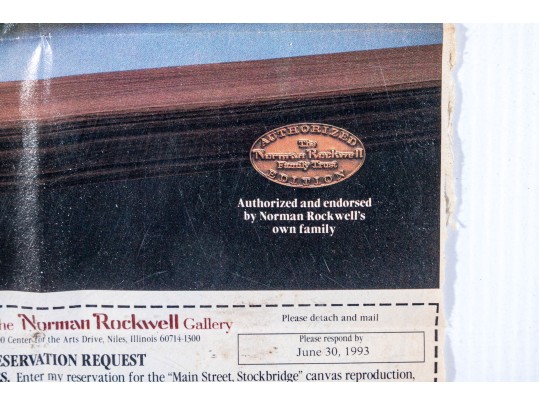 AUTHORIZED
The
Norman Rockwell
Family Trust
EDITION
Authorized and endorsed
by Norman Rockwell's
own family
he Norman Rockwell Gallery
0 Center for the Arts Drive, Niles, Illinois 60714-1300
Please detach and mail
Please respond by
June 30, 1993
ESERVATION REQUEST
S. Enter my reservation for the "Main Street, Stockbridge" canvas reproduction,